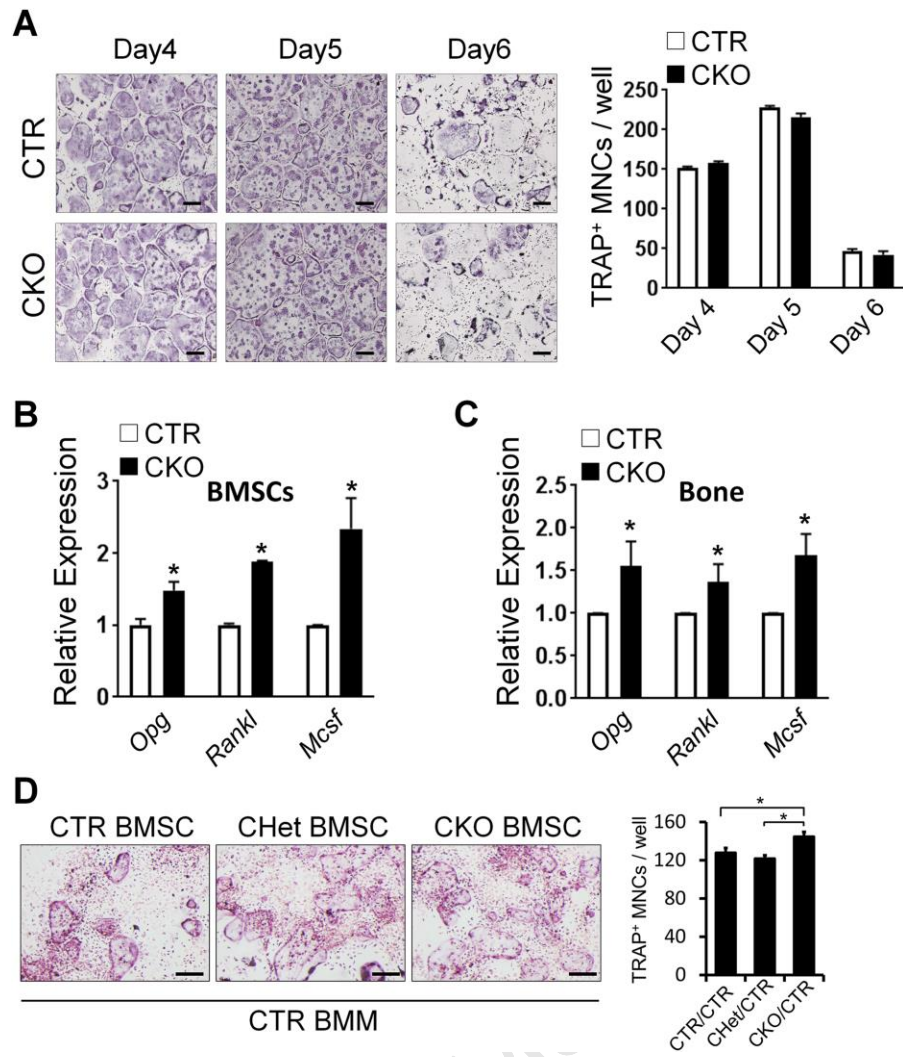 A
Day4 Day5 Day6
CTR
CKO
CTR
CKO
TRAP+ MNCs / well
250
200
150
100
50
0
Day 4 Day 5 Day 6
B
CTR
CKO
BMSCs
Relative Expression
3
2
1
0
* * *
Opg Rankl Mcsf
C
CTR
CKO
Bone
Relative Expression
2.5
2.0
1.5
1.0
0.5
0.0
* * *
Opg Rankl Mcsf
D
CTR BMSC CHet BMSC CKO BMSC
CTR BMM
TRAP+ MNCs / well
160
120
80
40
0
*
*
CTR/CTR CHet/CTR CKO/CTR